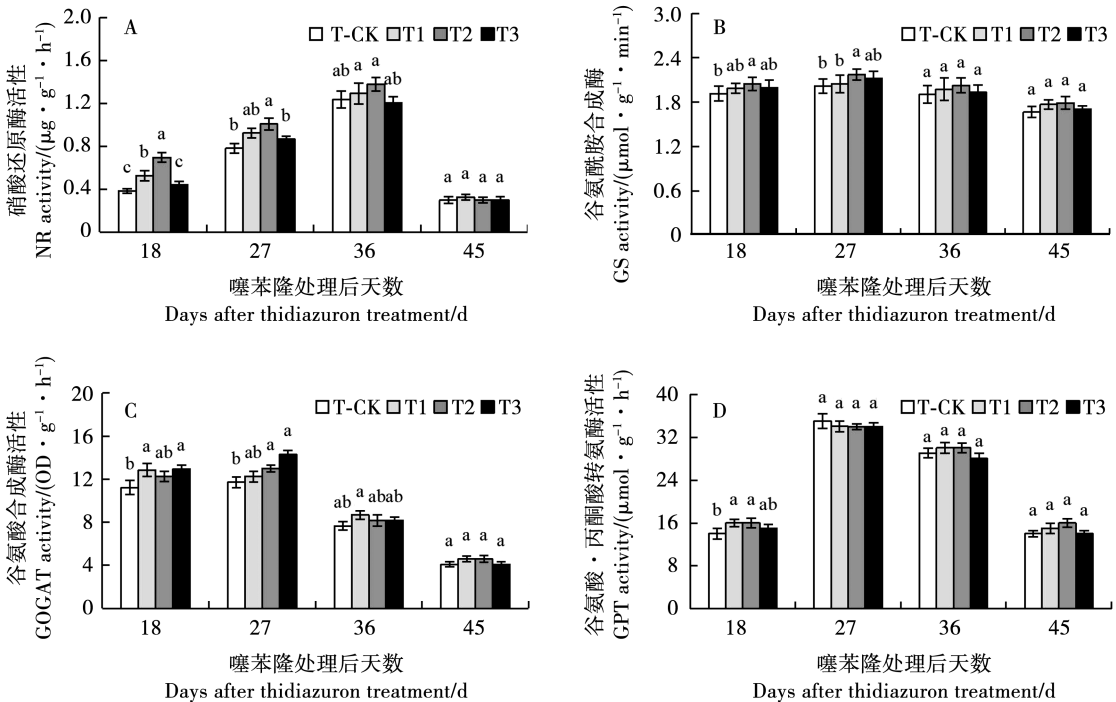 A
T-CK T1 T2 T3
2.0
1.6
1.2
0.8
0.4
0
c b a c
b ab a b
ab a a ab
a a a a
18 27 36 45
硝酸还原酶活性
NR activity/(μg·g⁻¹·h⁻¹)
噻苯隆处理后天数
Days after thidiazuron treatment/d
B
T-CK T1 T2 T3
3.0
2.4
1.8
1.2
0.6
0
b ab a ab
b b a ab
a a a a
a a a a
18 27 36 45
谷氨酰胺合成酶
GS activity/(μmol·g⁻¹·min⁻¹)
噻苯隆处理后天数
Days after thidiazuron treatment/d
C
T-CK T1 T2 T3
20
16
12
8
4
0
b a ab a
b ab a a
ab a ab ab
a a a a
18 27 36 45
谷氨酸合成酶活性
GOGAT activity/(OD·g⁻¹·h⁻¹)
噻苯隆处理后天数
Days after thidiazuron treatment/d
D
T-CK T1 T2 T3
40
32
24
16
8
0
b a a ab
a a a a
a a a a
a a a a
18 27 36 45
谷氨酸·丙酮酸转氨酶活性
GPT activity/(μmol·g⁻¹·h⁻¹)
噻苯隆处理后天数
Days after thidiazuron treatment/d